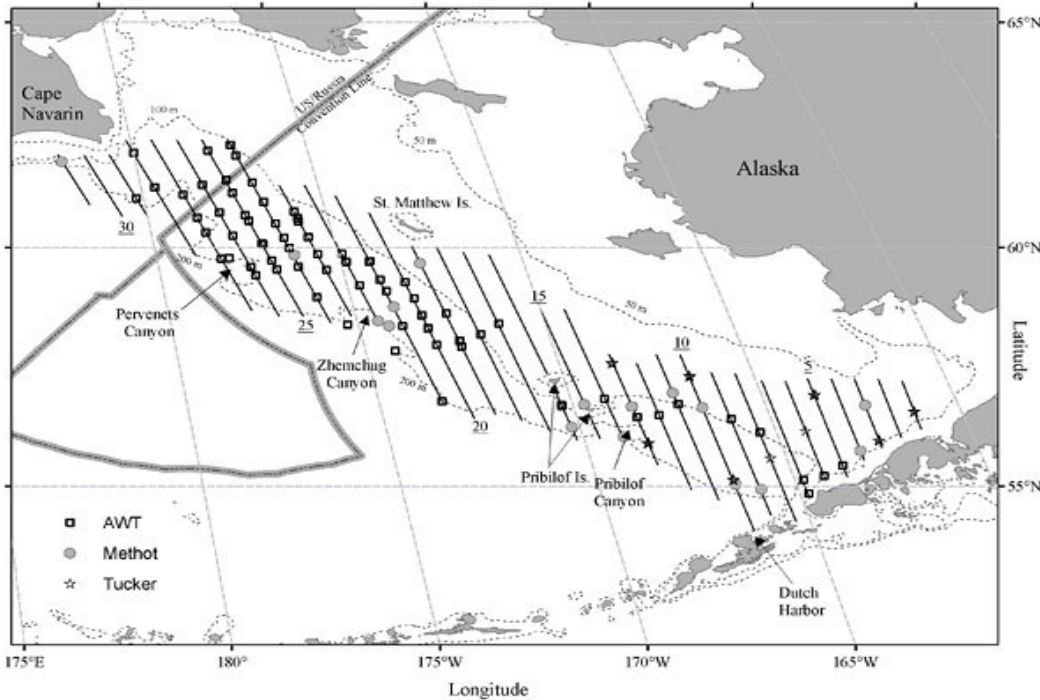 65°N
Cape
Navarin
US/Russia
Convention Line
100 m
50 m
Alaska
St. Matthew Is.
30
60°N
200 m
Pervenets
Canyon
25
15
50 m
Zhemchug
Canyon
200 m
10
5
20
Latitude
Pribilof Is.
Pribilof
Canyon
55°N
AWT
Methot
Tucker
Dutch
Harbor
175°E
180°
175°W
170°W
165°W
Longitude